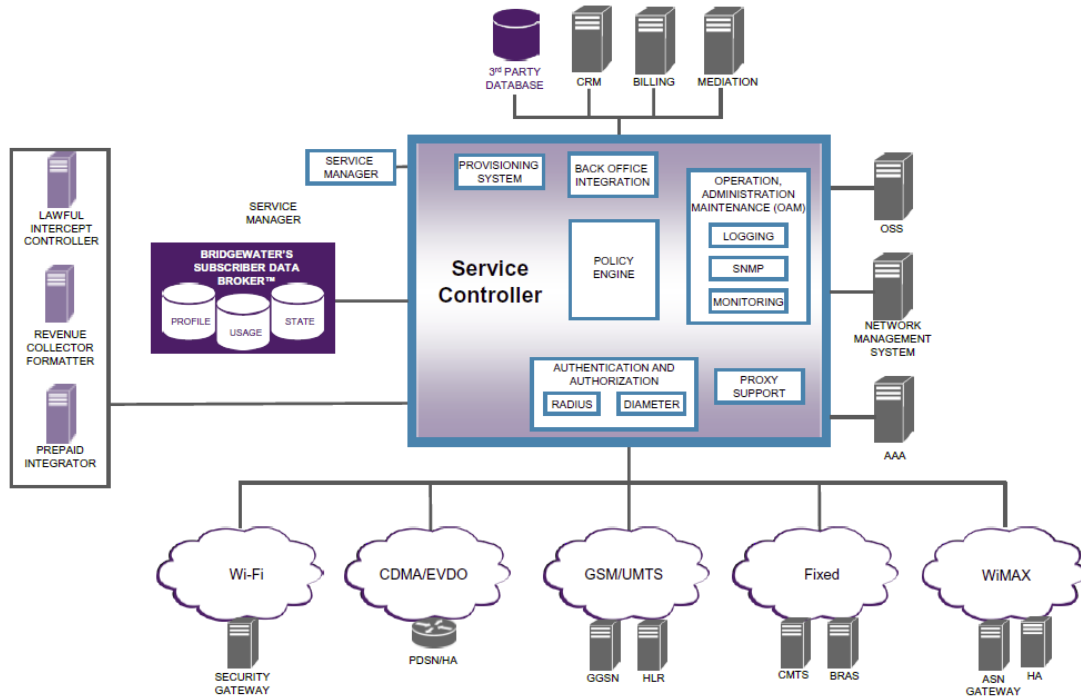 3rd PARTY
DATABASE
CRM
BILLING
MEDIATION
LAWFUL
INTERCEPT
CONTROLLER
REVENUE
COLLECTOR
FORMATTER
PREPAID
INTEGRATOR
SERVICE
MANAGER
SERVICE
MANAGER
BRIDGEWATER'S
SUBSCRIBER DATA
BROKER™
PROFILE
USAGE
STATE
Service
Controller
PROVISIONING
SYSTEM
BACK OFFICE
INTEGRATION
POLICY
ENGINE
OPERATION,
ADMINISTRATION
MAINTENANCE (OAM)
LOGGING
SNMP
MONITORING
AUTHENTICATION AND
AUTHORIZATION
RADIUS
DIAMETER
PROXY
SUPPORT
OSS
NETWORK
MANAGEMENT
SYSTEM
AAA
Wi-Fi
SECURITY
GATEWAY
CDMA/EVDO
PDSN/HA
GSM/UMTS
GGSN
HLR
Fixed
CMTS
BRAS
WiMAX
ASN
GATEWAY
HA